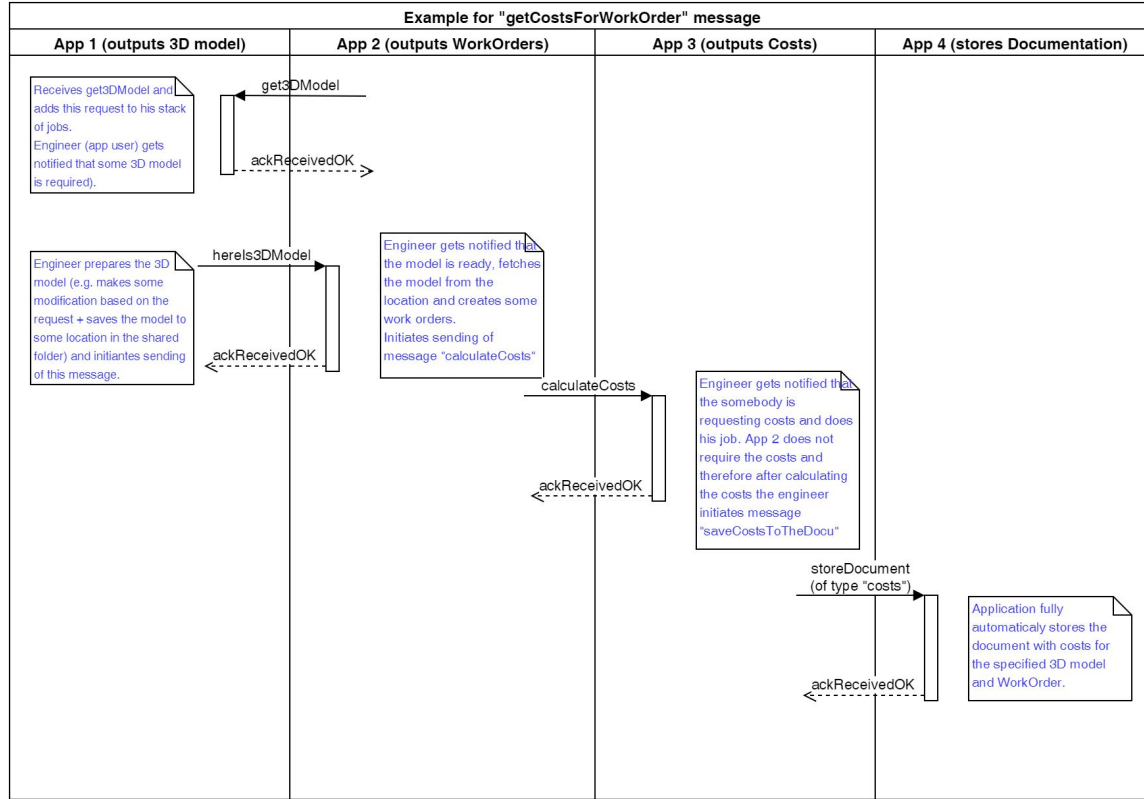 Example for "getCostsForWorkOrder" message
App 1 (outputs 3D model)
App 2 (outputs WorkOrders)
App 3 (outputs Costs)
App 4 (stores Documentation)
Receives get3DModel and
adds this request to his stack
of jobs.
Engineer (app user) gets
notified that some 3D model
is required).
get3DModel
ackReceivedOK
Engineer prepares the 3D
model (e.g. makes some
modification based on the
request + saves the model to
some location in the shared
folder) and initiantes sending
of this message.
hereIs3DModel
ackReceivedOK
Engineer gets notified that
the model is ready, fetches
the model from the
location and creates some
work orders.
Initiates sending of
message "calculateCosts"
calculateCosts
ackReceivedOK
Engineer gets notified that
the somebody is
requesting costs and does
his job. App 2 does not
require the costs and
therefore after calculating
the costs the engineer
initiates message
"saveCostsToTheDocu"
storeDocument
(of type "costs")
ackReceivedOK
Application fully
automaticaly stores the
document with costs for
the specified 3D model
and WorkOrder.